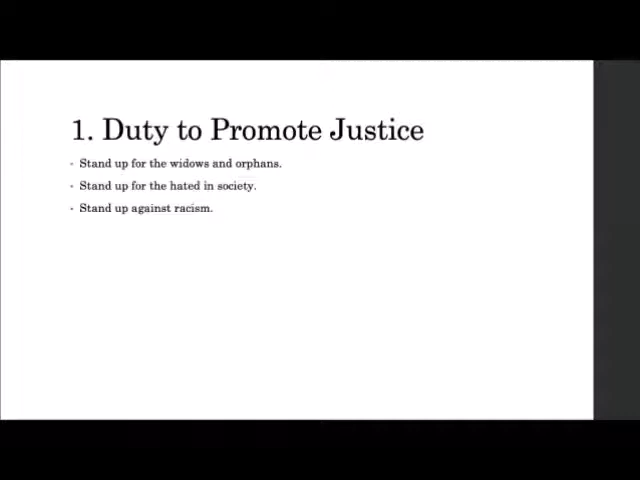 1. Duty to Promote Justice
- Stand up for the widows and orphans.
- Stand up for the hated in society.
- Stand up against racism.